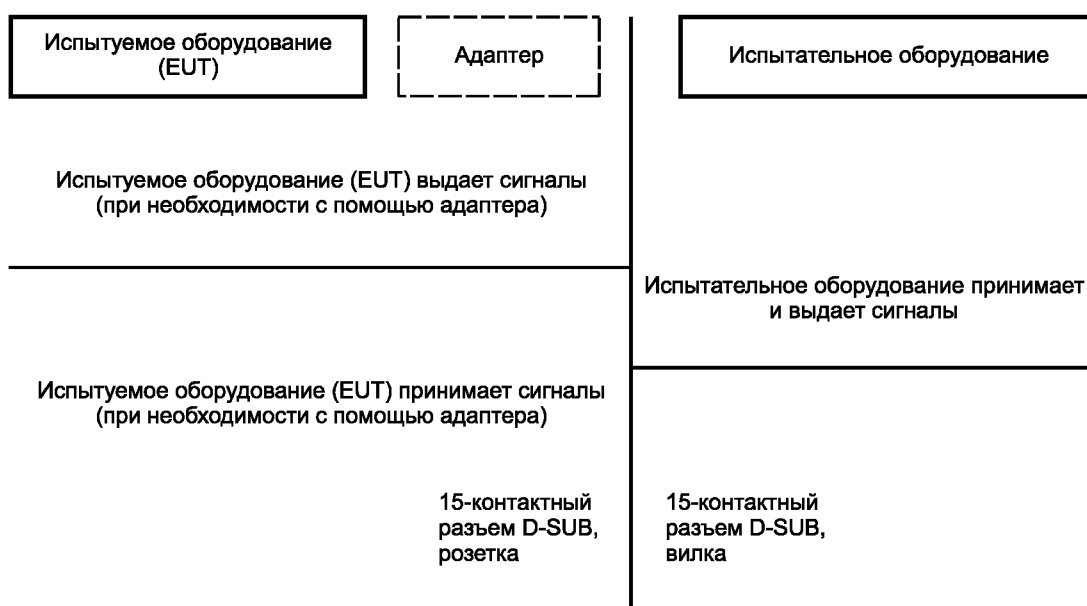 Испытуемое оборудование
(EUT)
Адаптер
Испытательное оборудование
Испытуемое оборудование (EUT) выдает сигналы
(при необходимости с помощью адаптера)
Испытательное оборудование принимает
и выдает сигналы
Испытуемое оборудование (EUT) принимает сигналы
(при необходимости с помощью адаптера)
15-контактный
разъем D-SUB,
розетка
15-контактный
разъем D-SUB,
вилка